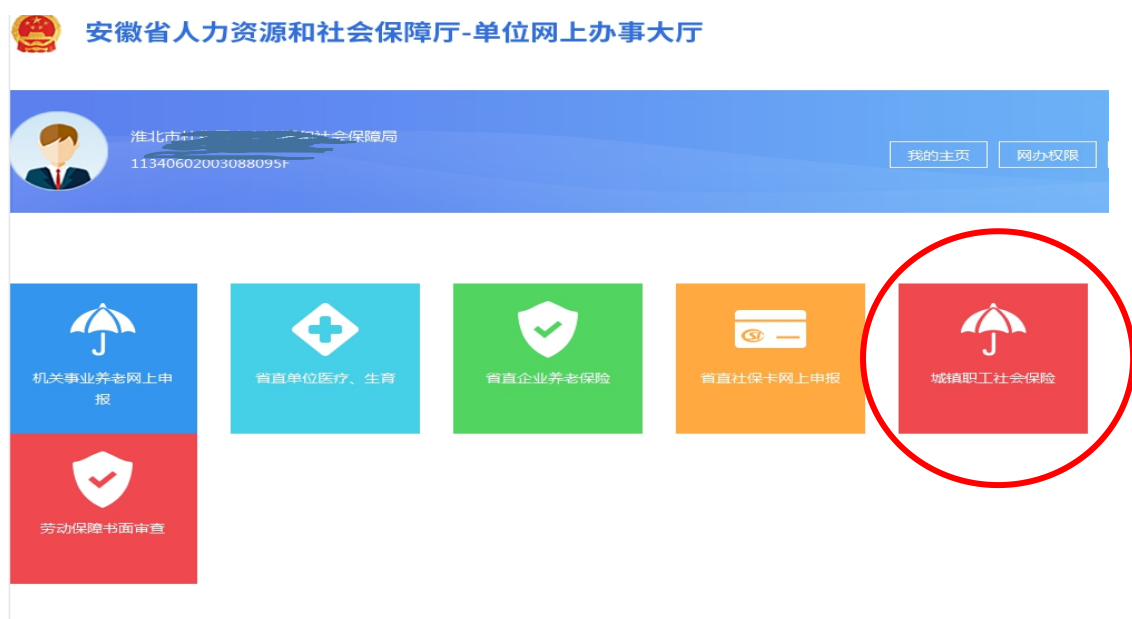 安徽省人力资源和社会保障厅-单位网上办事大厅
淮北市 社会保障局
11340602003088095F
我的主页
网办权限
机关事业养老网上申
报
省直单位医疗、生育
省直企业养老保险
省直社保卡网上申报
城镇职工社会保险
劳动保障书面审查